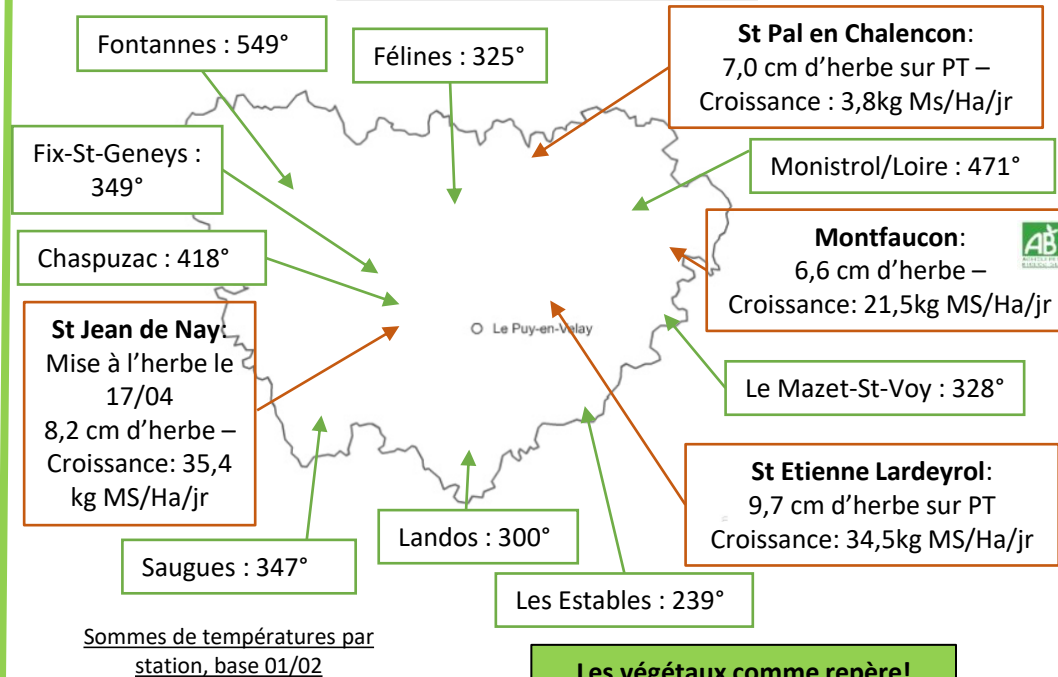 Fontannes : 549°
Félines : 325°
St Pal en Chalencon:
7,0 cm d'herbe sur PT –
Croissance : 3,8kg Ms/Ha/jr
Fix-St-Geneys :
349°
Monistrol/Loire : 471°
Chaspuzac : 418°
Montfaucon:
6,6 cm d'herbe –
Croissance: 21,5kg MS/Ha/jr
AB
St Jean de Nay:
Mise à l'herbe le
17/04
8,2 cm d'herbe –
Croissance: 35,4
kg MS/Ha/jr
Le Puy-en-Velay
Le Mazet-St-Voy : 328°
St Etienne Lardeyrol:
9,7 cm d'herbe sur PT
Croissance: 34,5kg MS/Ha/jr
Landos : 300°
Saugues : 347°
Les Estables : 239°
Sommes de températures par
station, base 01/02
Les végétaux comme repère!